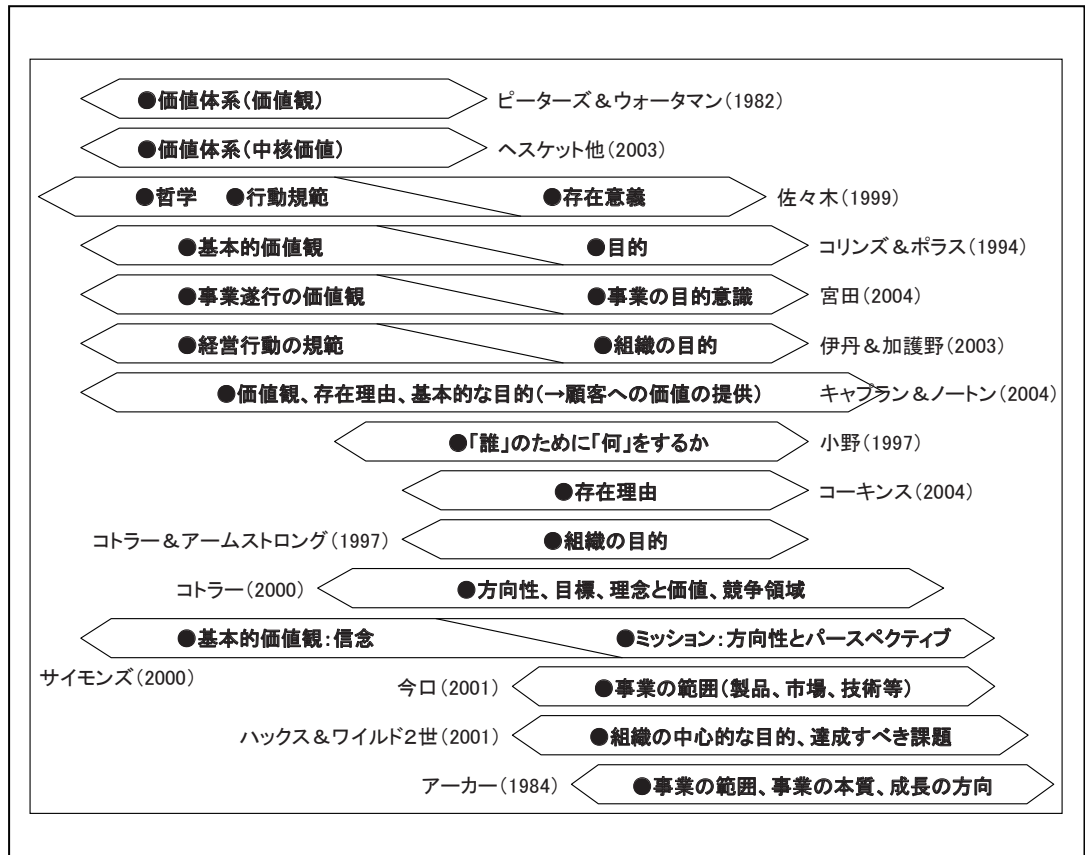 ●価値体系(価値観) ピーターズ&ウォータマン(1982)
●価値体系(中核価値) ヘスケット他(2003)
●哲学 ●行動規範 ●存在意義 佐々木(1999)
●基本的価値観 ●目的 コリンズ&ポラス(1994)
●事業遂行の価値観 ●事業の目的意識 宮田(2004)
●経営行動の規範 ●組織の目的 伊丹&加護野(2003)
●価値観、存在理由、基本的な目的(→顧客への価値の提供) キャプラン&ノートン(2004)
●「誰」のために「何」をするか 小野(1997)
●存在理由 コーキンス(2004)
コトラー&アームストロング(1997) ●組織の目的
コトラー(2000) ●方向性、目標、理念と価値、競争領域
●基本的価値観:信念 ●ミッション:方向性とパースペクティブ
サイモンズ(2000)
今口(2001) ●事業の範囲(製品、市場、技術等)
ハックス&ワイルド2世(2001) ●組織の中心的な目的、達成すべき課題
アーカー(1984) ●事業の範囲、事業の本質、成長の方向